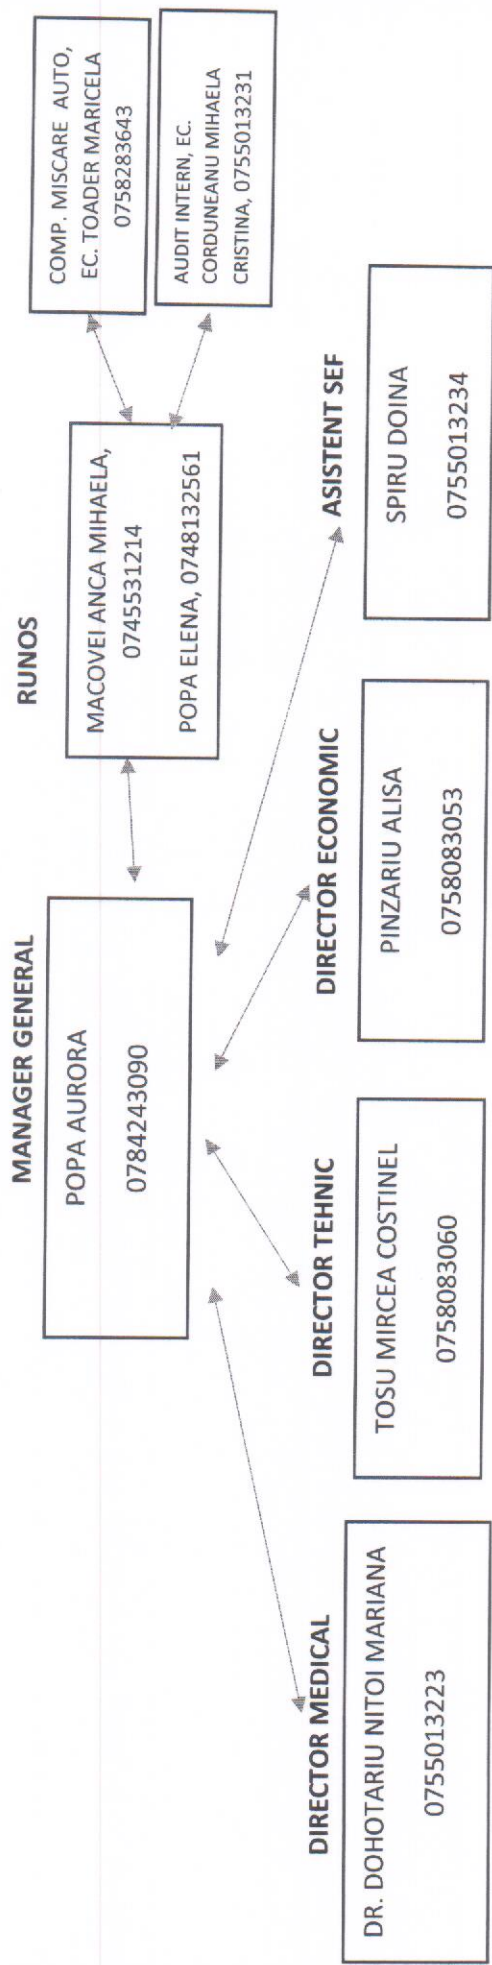 MANAGER GENERAL
POPA AURORA
0784243090
RUNOS
MACOVEI ANCA MIHAELA,
0745531214
POPA ELENA, 0748132561
COMP. MISCARE AUTO,
EC. TOADER MARICELA
0758283643
AUDIT INTERN, EC.
CORDUNEANU MIHAELA
CRISTINA, 0755013231
DIRECTOR MEDICAL
DR. DOHOTARIU NITOI MARIANA
0755013223
DIRECTOR TEHNIC
TOSU MIRCEA COSTINEL
0758083060
DIRECTOR ECONOMIC
PINZARIU ALISA
0758083053
ASISTENT SEF
SPIRU DOINA
0755013234